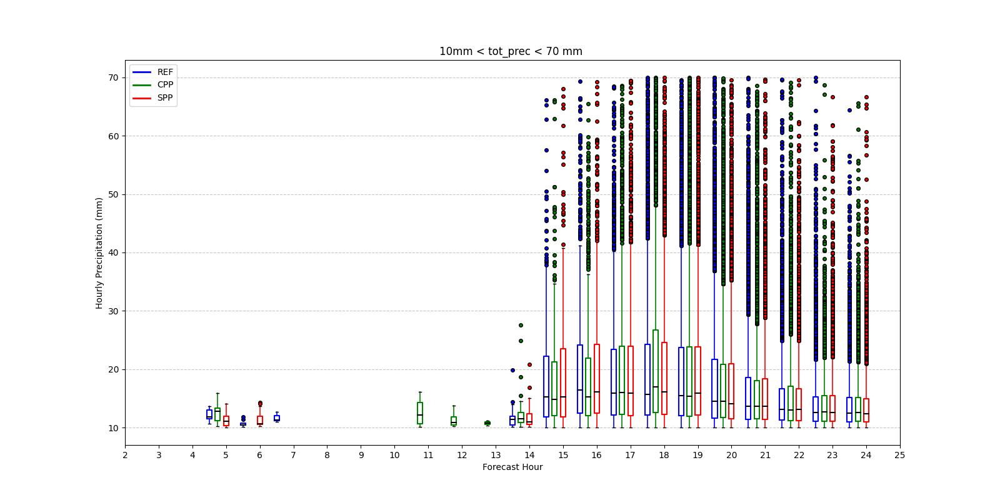 10mm < tot_prec < 70 mm
REF
CPP
SPP
70
60
50
40
30
20
10
Hourly Precipitation (mm)
2 3 4 5 6 7 8 9 10 11 12 13 14 15 16 17 18 19 20 21 22 23 24 25
Forecast Hour